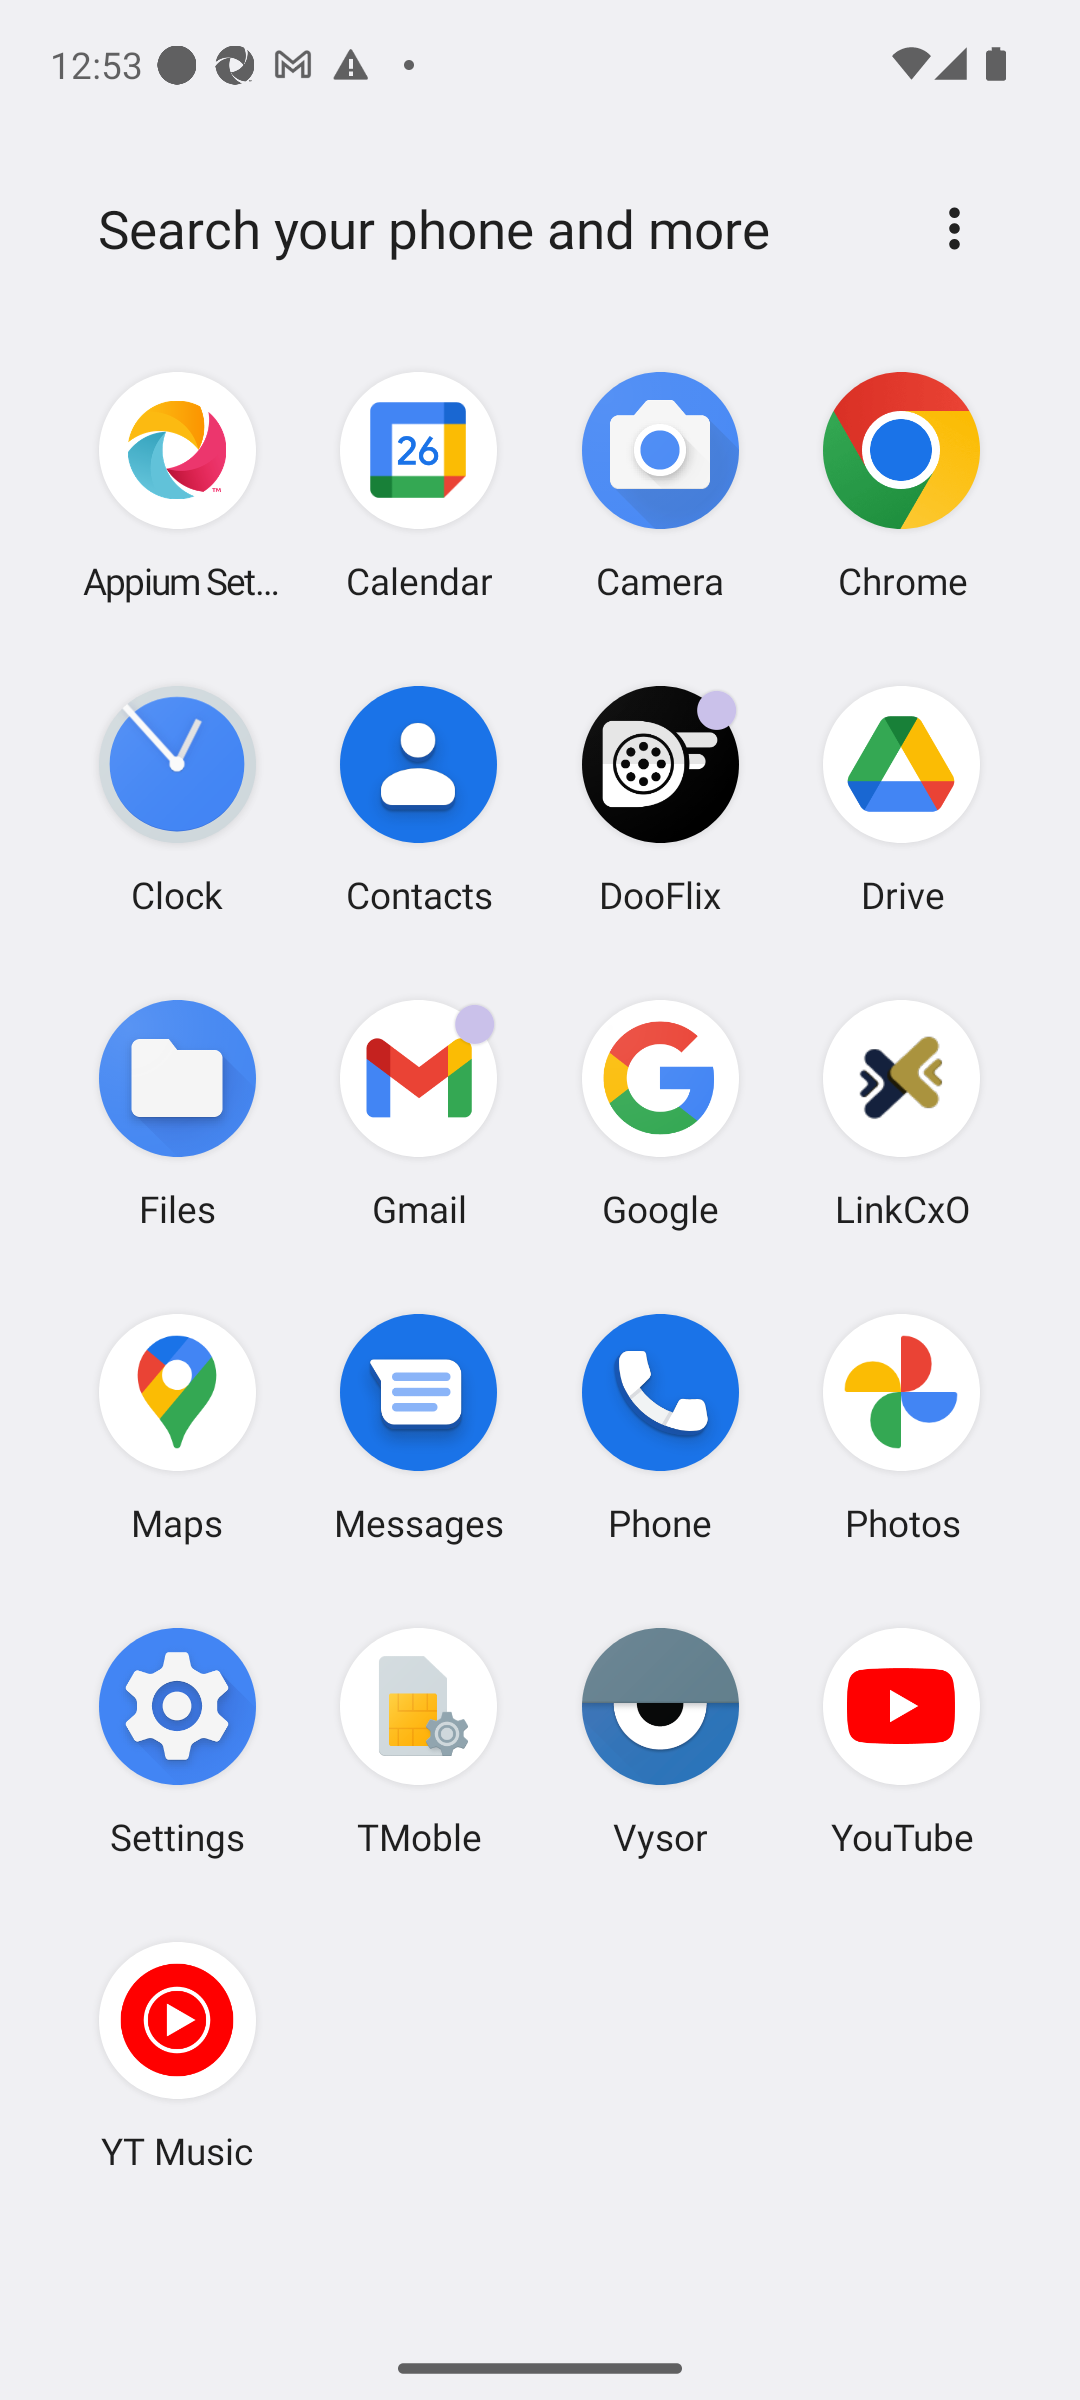 12:53
Search your phone and more
26
Appium Set... Calendar Camera Chrome
Clock Contacts DooFlix Drive
Files Gmail Google LinkCxO
Maps Messages Phone Photos
Settings TMoble Vysor YouTube
YT Music